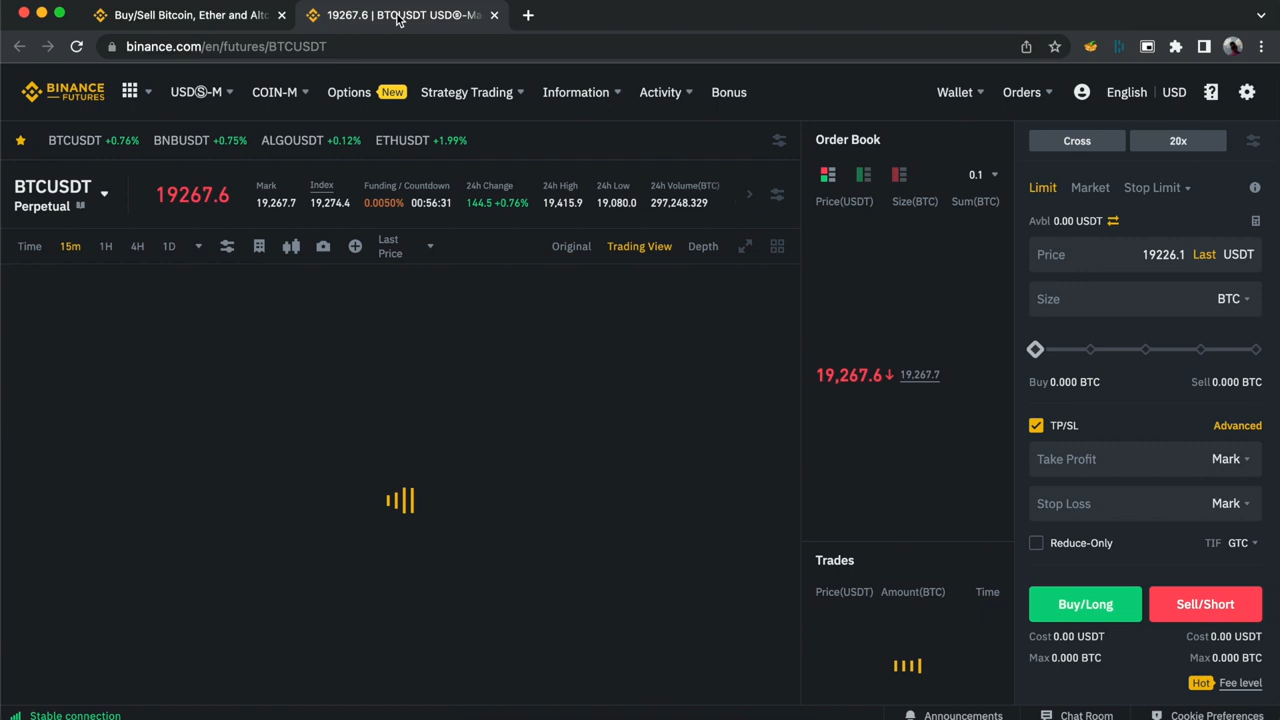 Buy/Sell Bitcoin, Ether and Alt
19267.6 | BTCUSDT USDⓈ-Ma
binance.com/en/futures/BTCUSDT
BINANCE
FUTURES
USDⓈ-M
COIN-M
Options New
Strategy Trading
Information
Activity
Bonus
Wallet
Orders
English
USD
BTCUSDT +0.76%
BNBUSDT +0.75%
ALGOUSDT +0.12%
ETHUSDT +1.99%
BTCUSDT
Perpetual
19267.6
Mark
19,267.7
Index
19,274.4
Funding / Countdown
0.0050% 00:56:31
24h Change
144.5 +0.76%
24h High
19,415.9
24h Low
19,080.0
24h Volume(BTC)
297,248.329
Time 15m 1H 4H 1D
Last Price
Original Trading View Depth
Order Book
0.1
Price(USDT) Size(BTC) Sum(BTC)
19,267.6↓ 19,267.7
Trades
Price(USDT) Amount(BTC) Time
Cross 20x
Limit Market Stop Limit
Avbl 0.00 USDT
Price 19226.1 Last USDT
Size BTC
Buy 0.000 BTC Sell 0.000 BTC
TP/SL Advanced
Take Profit Mark
Stop Loss Mark
Reduce-Only TIF GTC
Buy/Long Sell/Short
Cost 0.00 USDT Cost 0.00 USDT
Max 0.000 BTC Max 0.000 BTC
Hot Fee level
Stable connection
Announcements
Chat Room
Cookie Preferences